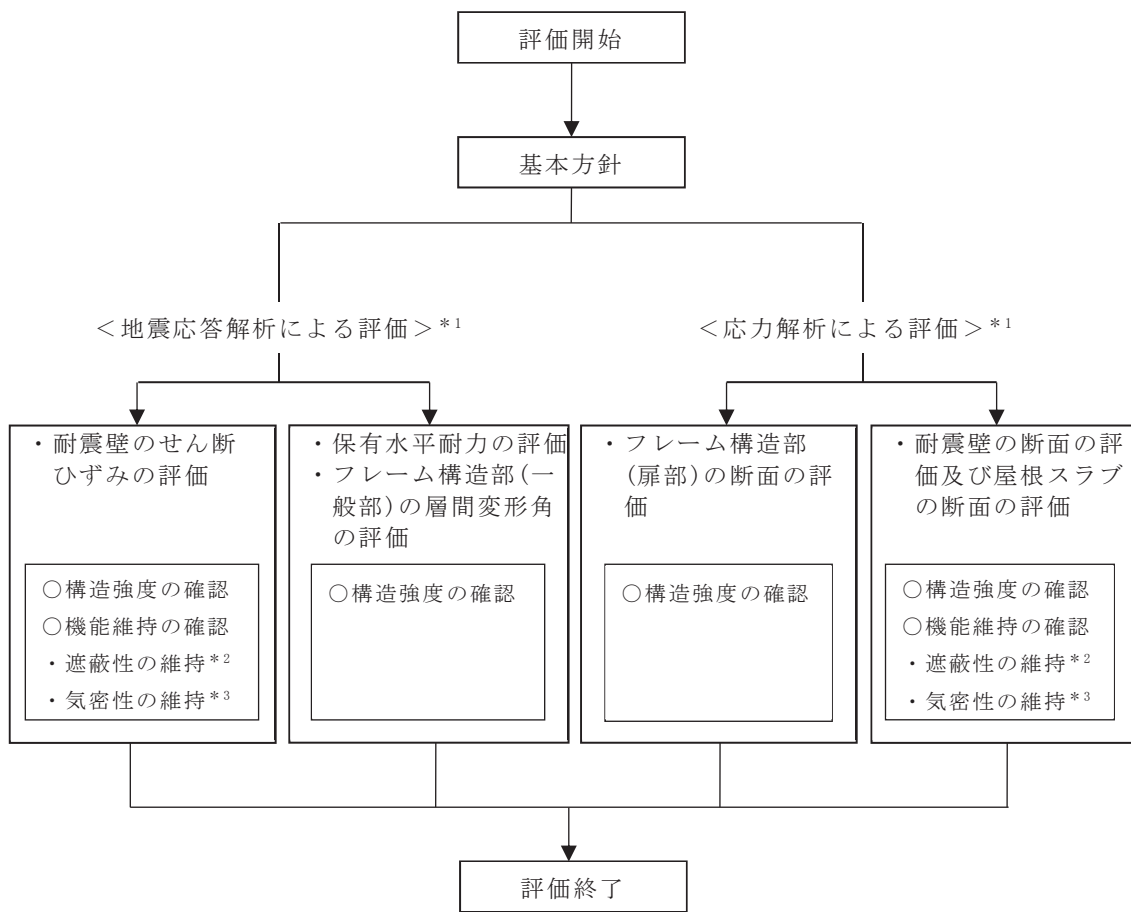 評価開始
基本方針
＜地震応答解析による評価＞*1
＜応力解析による評価＞*1
・耐震壁のせん断
ひずみの評価
○構造強度の確認
○機能維持の確認
・遮蔽性の維持*2
・気密性の維持*3
・保有水平耐力の評価
・フレーム構造部(一
般部)の層間変形角
の評価
○構造強度の確認
・フレーム構造部
(扉部)の断面の評
価
○構造強度の確認
・耐震壁の断面の評
価及び屋根スラブ
の断面の評価
○構造強度の確認
○機能維持の確認
・遮蔽性の維持*2
・気密性の維持*3
評価終了